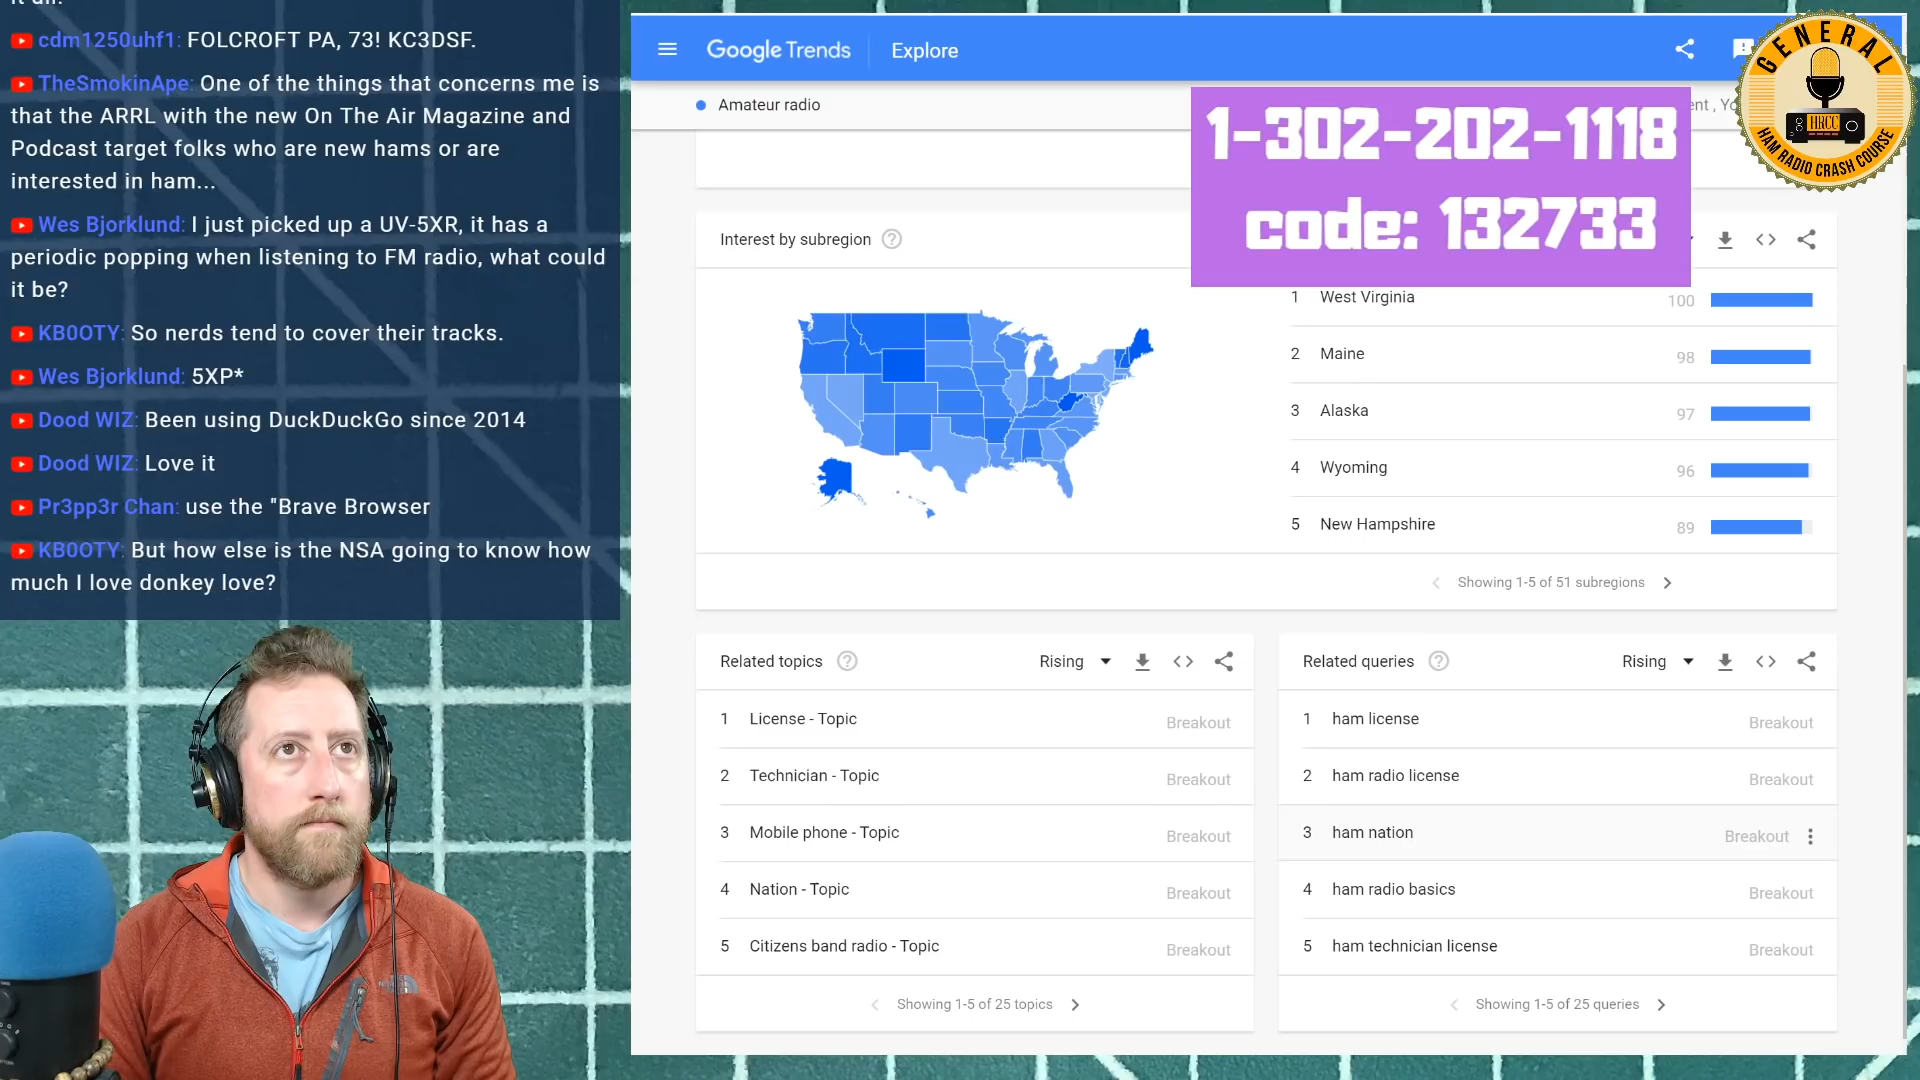 it all.
cdm1250uhf1: FOLCROFT PA, 73! KC3DSF.
TheSmokinApe: One of the things that concerns me is
that the ARRL with the new On The Air Magazine and
Podcast target folks who are new hams or are
interested in ham...
Wes Bjorklund: I just picked up a UV-5XR, it has a
periodic popping when listening to FM radio, what could
it be?
KB0OTY: So nerds tend to cover their tracks.
Wes Bjorklund: 5XP*
Dood WIZ: Been using DuckDuckGo since 2014
Dood WIZ: Love it
Pr3pp3r Chan: use the "Brave Browser
KB0OTY: But how else is the NSA going to know how
much I love donkey love?
Google Trends Explore
Amateur radio
1-302-202-1118
code: 132733
GENERAL
HRCC
HAM RADIO CRASH COURSE
Interest by subregion
1 West Virginia 100
2 Maine 98
3 Alaska 97
4 Wyoming 96
5 New Hampshire 89
Showing 1-5 of 51 subregions
Related topics Rising
1 License - Topic Breakout
2 Technician - Topic Breakout
3 Mobile phone - Topic Breakout
4 Nation - Topic Breakout
5 Citizens band radio - Topic Breakout
Showing 1-5 of 25 topics
Related queries Rising
1 ham license Breakout
2 ham radio license Breakout
3 ham nation Breakout
4 ham radio basics Breakout
5 ham technician license Breakout
Showing 1-5 of 25 queries